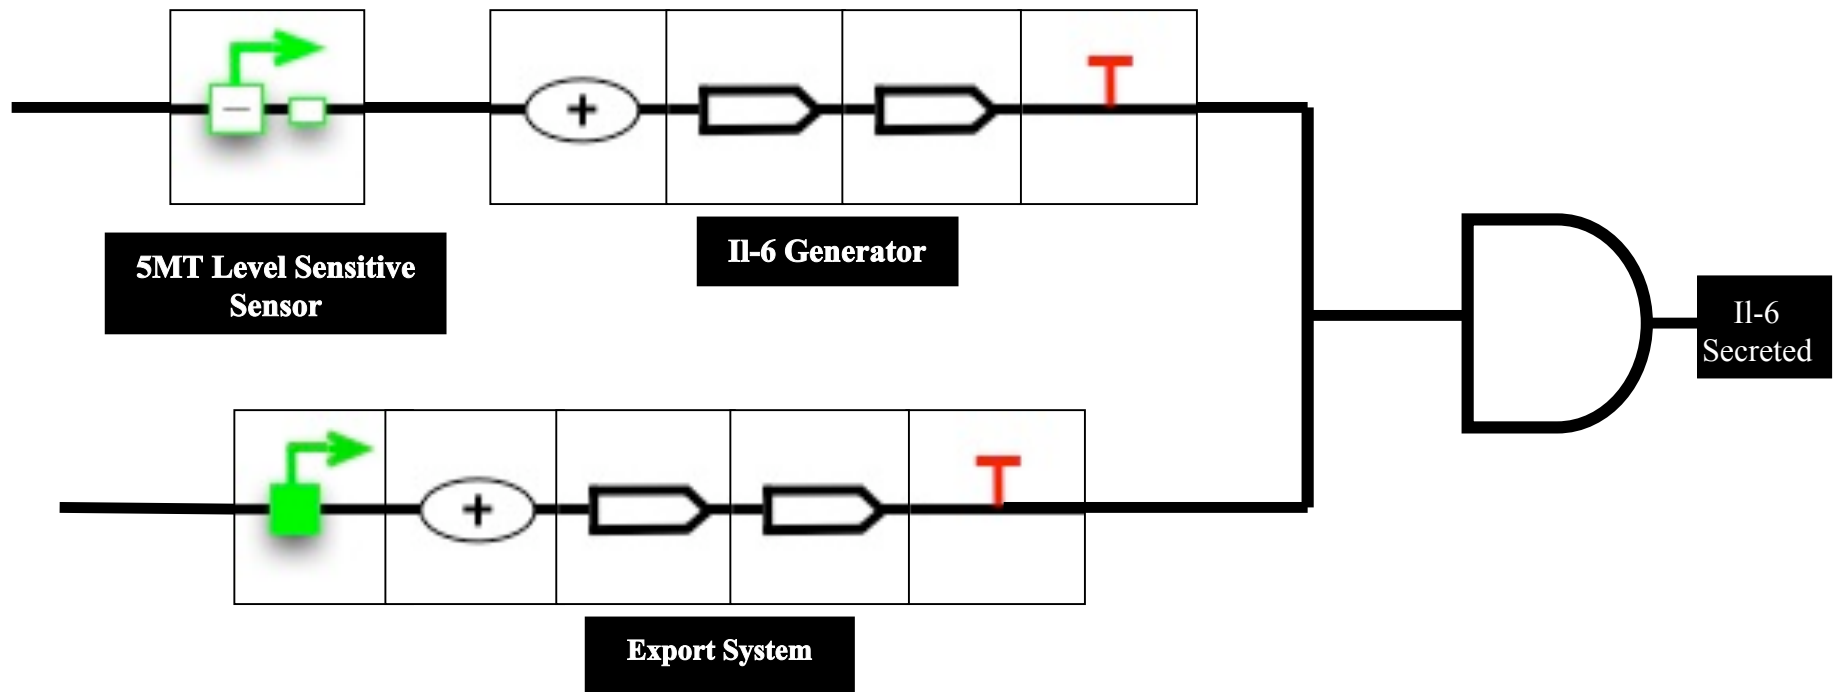 5MT Level Sensitive
Sensor
Il-6 Generator
Il-6
Secreted
Export System